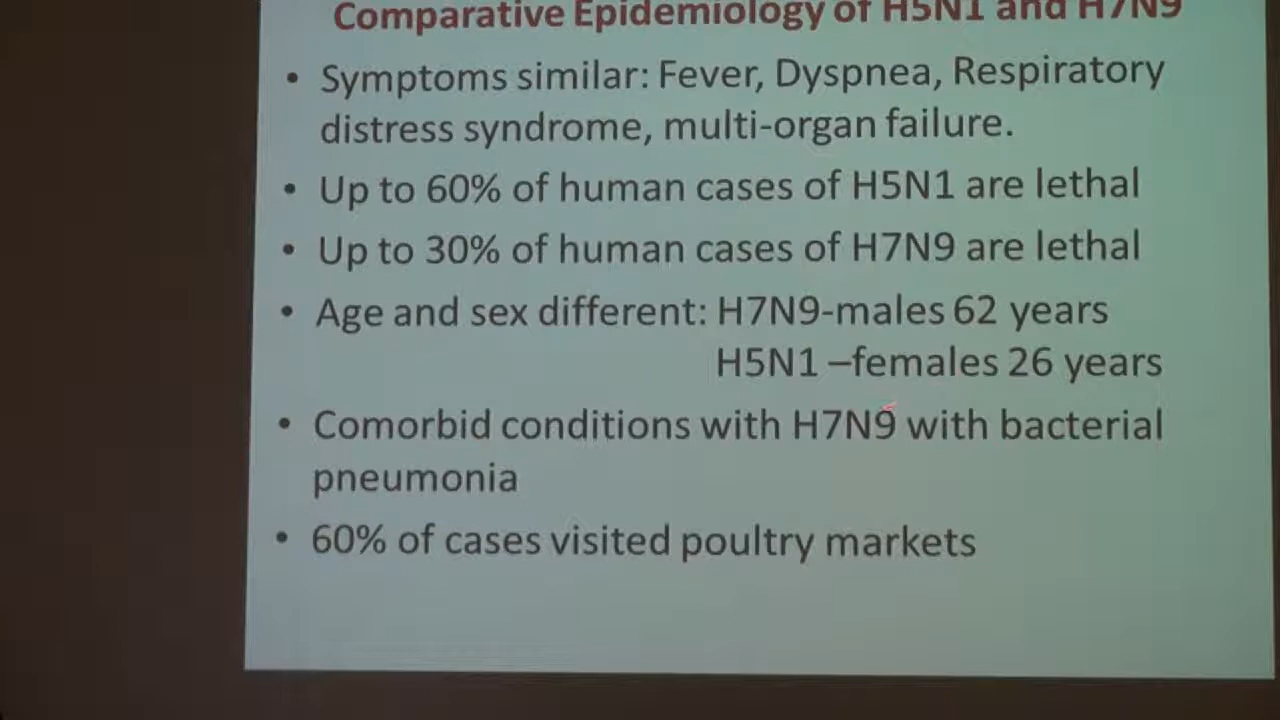 Comparative Epidemiology of H5N1 and H7N9
• Symptoms similar: Fever, Dyspnea, Respiratory
distress syndrome, multi-organ failure.
• Up to 60% of human cases of H5N1 are lethal
• Up to 30% of human cases of H7N9 are lethal
• Age and sex different: H7N9-males 62 years
H5N1 –females 26 years
• Comorbid conditions with H7N9 with bacterial
pneumonia
• 60% of cases visited poultry markets